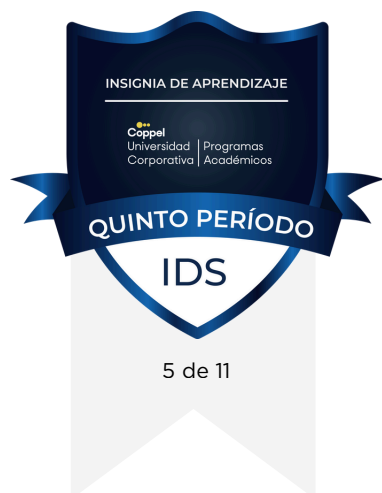 INSIGNIA DE APRENDIZAJE
Coppel
Universidad | Programas
Corporativa | Académicos
QUINTO PERÍODO
IDS
5 de 11